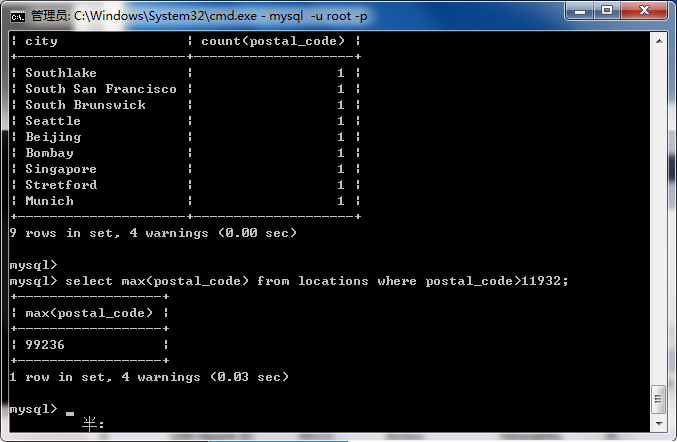 管理员: C:\Windows\System32\cmd.exe - mysql  -u root -p
| city                | count(postal_code) |
+---------------------+--------------------+
| Southlake           |                  1 |
| South San Francisco |                  1 |
| South Brunswick     |                  1 |
| Seattle             |                  1 |
| Beijing             |                  1 |
| Bombay              |                  1 |
| Singapore           |                  1 |
| Stretford           |                  1 |
| Munich              |                  1 |
+---------------------+--------------------+
9 rows in set, 4 warnings (0.00 sec)
mysql>
mysql> select max(postal_code) from locations where postal_code>11932;
+------------------+
| max(postal_code) |
+------------------+
| 99236            |
+------------------+
1 row in set, 4 warnings (0.03 sec)
mysql> _
半: